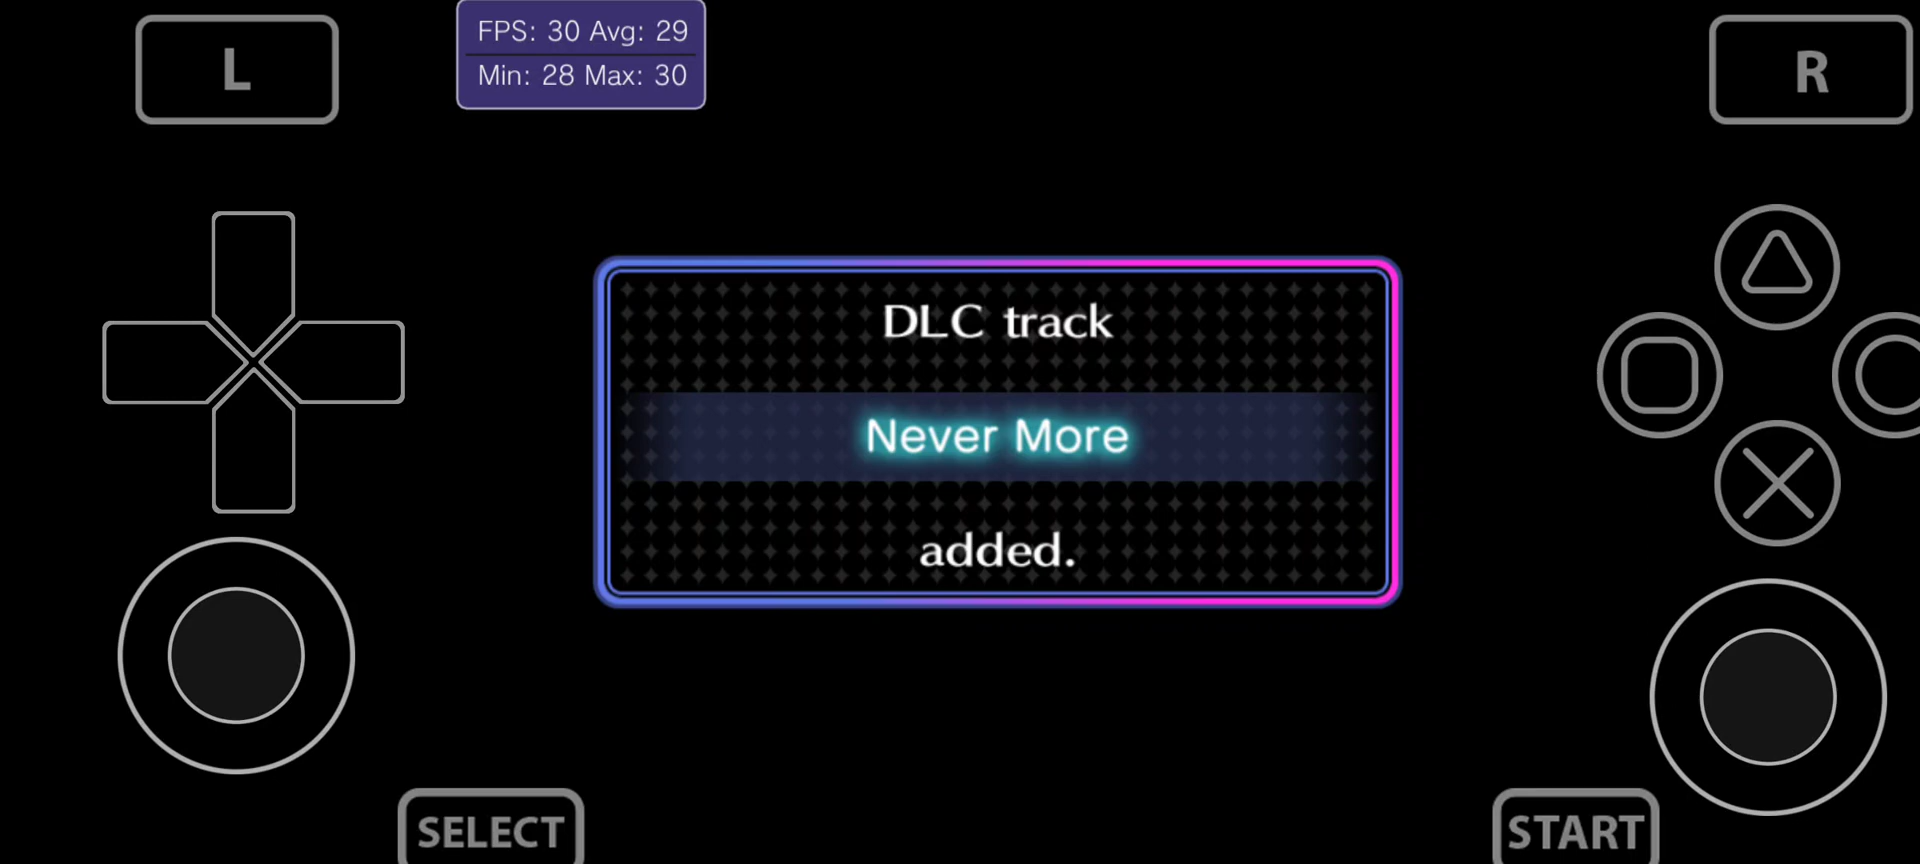 L
FPS: 30 Avg: 29
Min: 28 Max: 30
R
DLC track
Never More
added.
SELECT
START